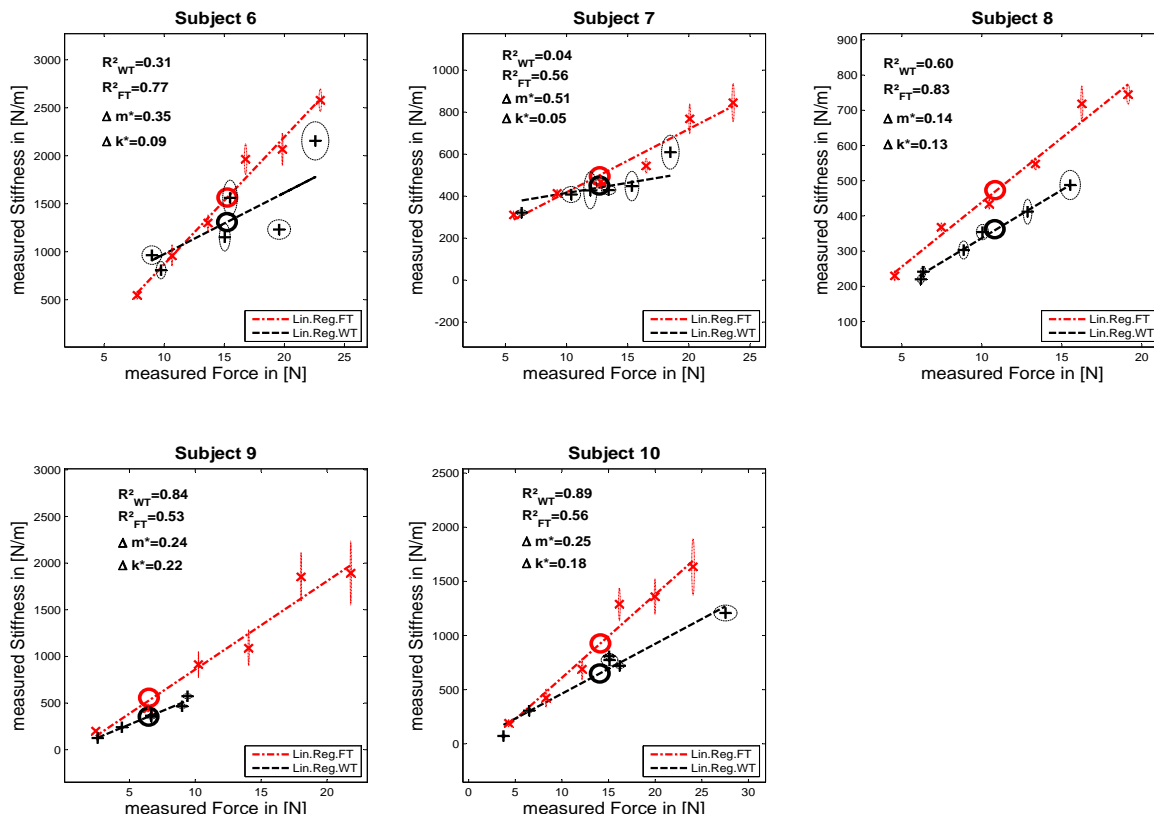 Subject 6
R²WT=0.31
R²FT=0.77
Δ m*=0.35
Δ k*=0.09
measured Stiffness in [N/m]
3000
2500
2000
1500
1000
500
5 10 15 20 25
measured Force in [N]
Lin.Reg.FT
Lin.Reg.WT
Subject 7
R²WT=0.04
R²FT=0.56
Δ m*=0.51
Δ k*=0.05
measured Stiffness in [N/m]
1000
800
600
400
200
0
-200
5 10 15 20 25
measured Force in [N]
Lin.Reg.FT
Lin.Reg.WT
Subject 8
R²WT=0.60
R²FT=0.83
Δ m*=0.14
Δ k*=0.13
measured Stiffness in [N/m]
900
800
700
600
500
400
300
200
100
5 10 15 20
measured Force in [N]
Lin.Reg.FT
Lin.Reg.WT
Subject 9
R²WT=0.84
R²FT=0.53
Δ m*=0.24
Δ k*=0.22
measured Stiffness in [N/m]
3000
2500
2000
1500
1000
500
0
5 10 15 20
measured Force in [N]
Lin.Reg.FT
Lin.Reg.WT
Subject 10
R²WT=0.89
R²FT=0.56
Δ m*=0.25
Δ k*=0.18
measured Stiffness in [N/m]
2500
2000
1500
1000
500
0
0 5 10 15 20 25 30
measured Force in [N]
Lin.Reg.FT
Lin.Reg.WT